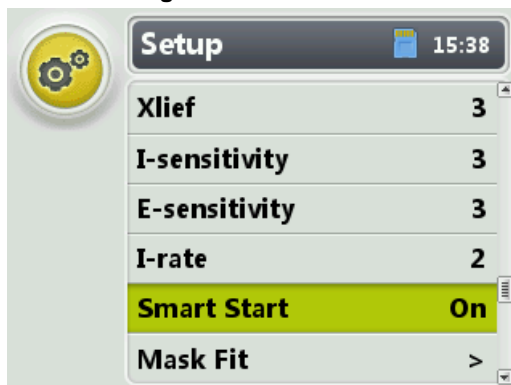 Setup 15:38
Xlief 3
I-sensitivity 3
E-sensitivity 3
I-rate 2
Smart Start On
Mask Fit >